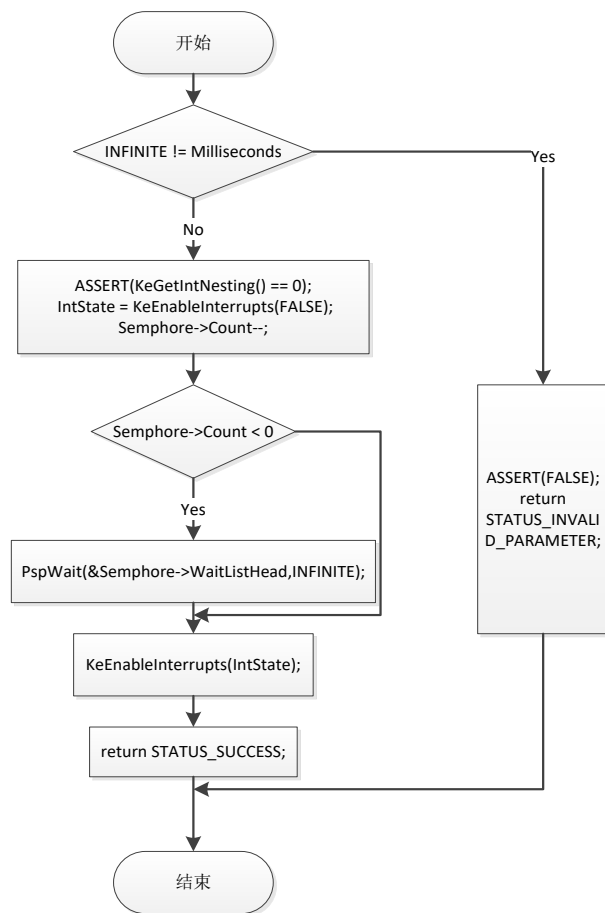 开始
INFINITE != Milliseconds
Yes
No
ASSERT(KeGetIntNesting() == 0);
IntState = KeEnableInterrupts(FALSE);
Semphore->Count--;
Semphore->Count < 0
Yes
ASSERT(FALSE);
return
STATUS_INVALI
D_PARAMETER;
PspWait(&Semphore->WaitListHead,INFINITE);
KeEnableInterrupts(IntState);
return STATUS_SUCCESS;
结束